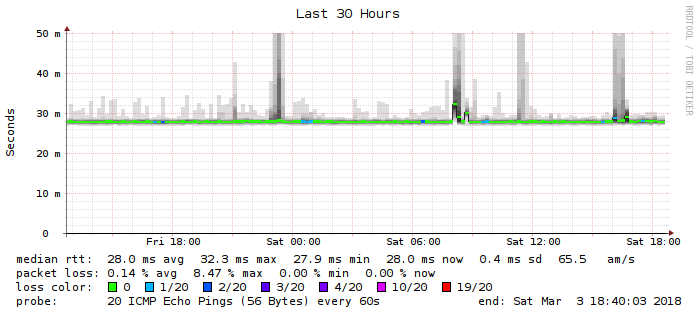 Last 30 Hours
RRDTOOL / TOBI OETIKER
Seconds
50 m
40 m
30 m
20 m
10 m
0
Fri 18:00 Sat 00:00 Sat 06:00 Sat 12:00 Sat 18:00
median rtt: 28.0 ms avg 32.3 ms max 27.9 ms min 28.0 ms now 0.4 ms sd 65.5 am/s
packet loss: 0.14 % avg 8.47 % max 0.00 % min 0.00 % now
loss color: 0 1/20 2/20 3/20 4/20 10/20 19/20
probe: 20 ICMP Echo Pings (56 Bytes) every 60s end: Sat Mar 3 18:40:03 2018